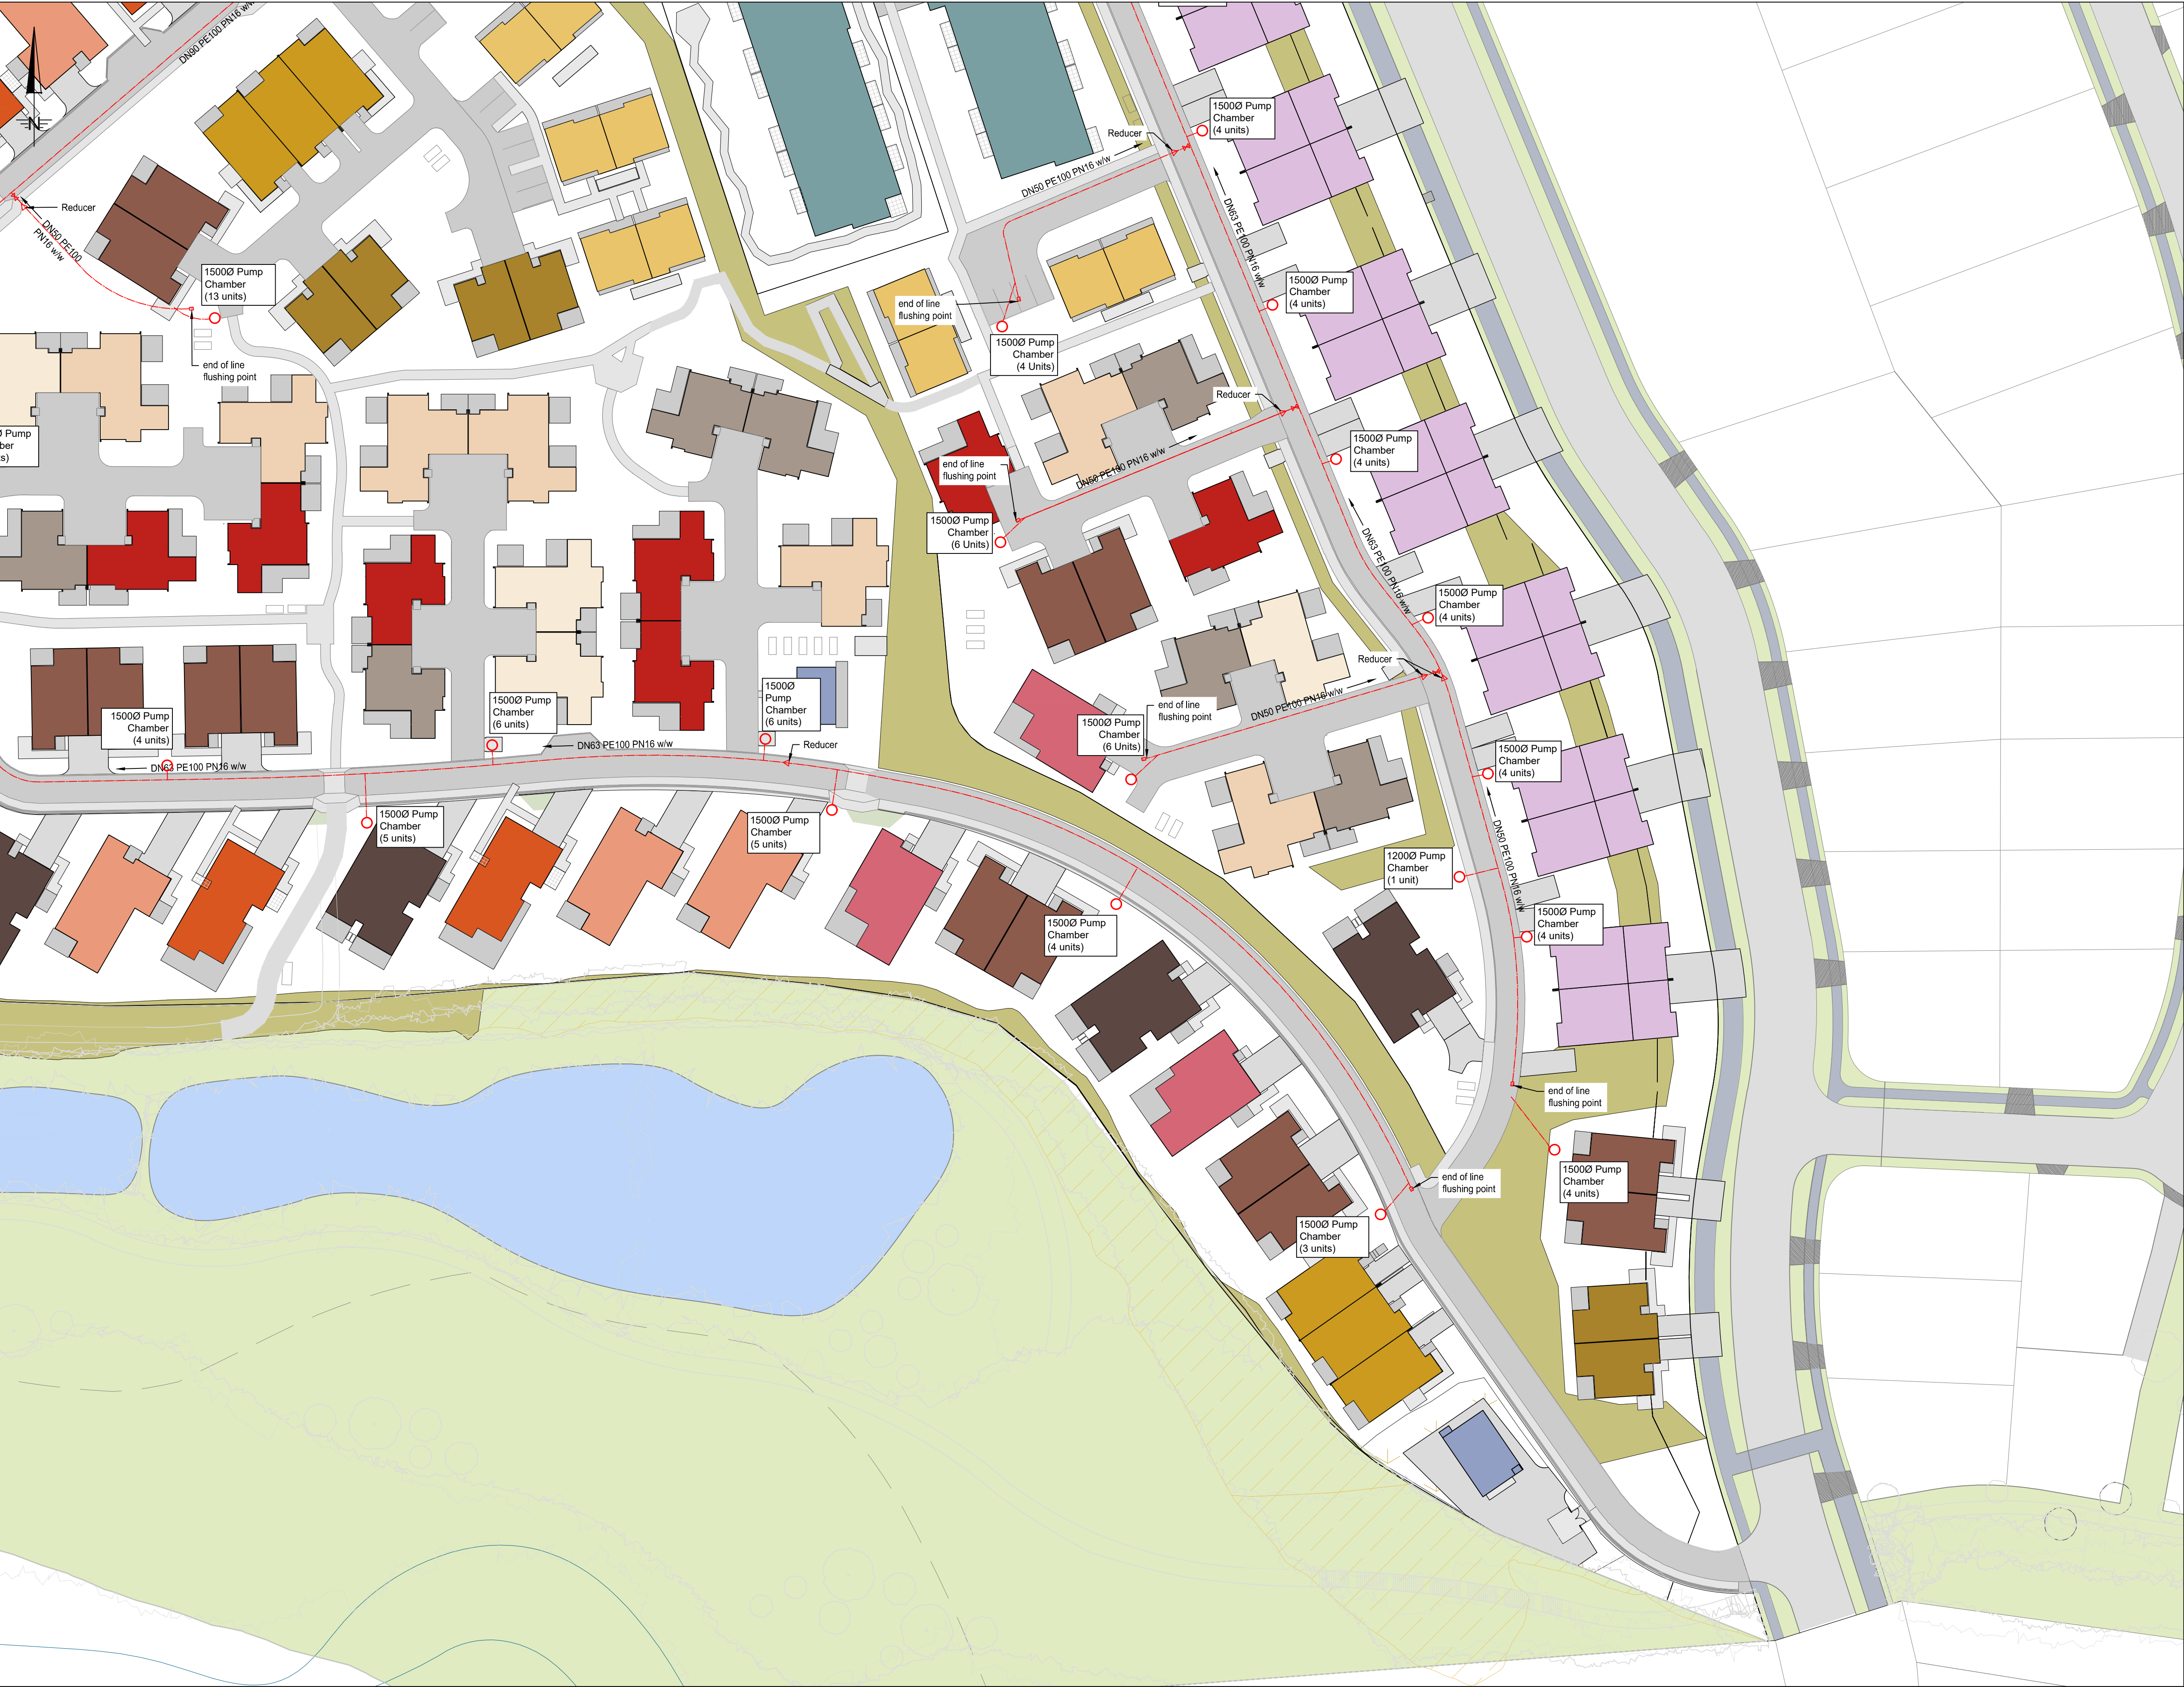 DN90 PE100 PN16 w/w
N
Reducer
DN50 PE100
PN16 w/w
1500Ø Pump
Chamber
(13 units)
end of line
flushing point
Ø Pump
1500Ø Pump
Chamber
(4 units)
Reducer
DN50 PE100 PN16 w/w
DN63 PE100 PN16 w/w
1500Ø Pump
Chamber
(4 units)
end of line
flushing point
1500Ø Pump
Chamber
(4 Units)
Reducer
1500Ø Pump
Chamber
(4 units)
end of line
flushing point
DN50 PE100 PN16 w/w
1500Ø Pump
Chamber
(6 Units)
DN63 PE100 PN16 w/w
1500Ø Pump
Chamber
(4 units)
Reducer
end of line
flushing point
DN50 PE100 PN16 w/w
1500Ø Pump
Chamber
(6 Units)
1500Ø Pump
Chamber
(4 units)
1500Ø Pump
Chamber
(4 units)
DN63 PE100 PN16 w/w
1500Ø Pump
Chamber
(6 units)
DN63 PE100 PN16 w/w
1500Ø
Pump
Chamber
(6 units)
Reducer
1500Ø Pump
Chamber
(5 units)
1500Ø Pump
Chamber
(5 units)
DN50 PE100 PN16 w/w
1200Ø Pump
Chamber
(1 unit)
1500Ø Pump
Chamber
(4 units)
1500Ø Pump
Chamber
(4 units)
end of line
flushing point
1500Ø Pump
Chamber
(4 units)
end of line
flushing point
1500Ø Pump
Chamber
(3 units)